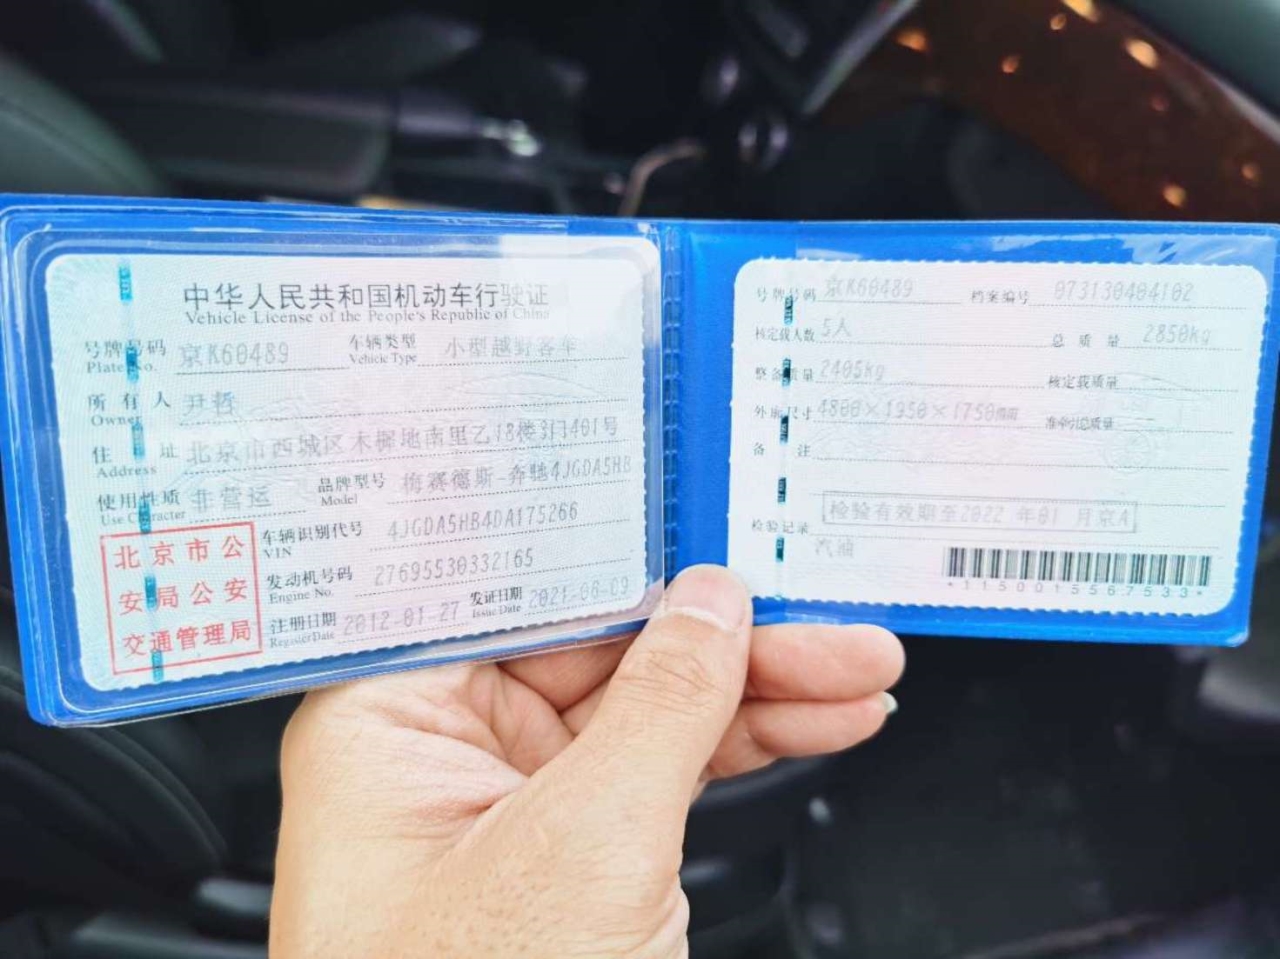 中华人民共和国机动车行驶证
Vehicle License of the People's Republic of China
号牌号码 京K60489 车辆类型 小型越野客车
Plate No. Vehicle Type
所有人 尹哲
Owner
住址 北京市西城区木樨地南里乙18楼3门401号
Address
使用性质 非营运 品牌型号 梅赛德斯-奔驰4JGDA5HB
Use Character Model
北京市公
安局公安
交通管理局
车辆识别代号 4JGDA5HB4DA175266
VIN
发动机号码 27695530332165
Engine No.
注册日期 2012-01-27 发证日期 2021-06-09
Register Date Issue Date
号牌号码 京K60489 档案编号 073130404102
核定载人数 5人 总质量 2850kg
整备质量 2405kg 核定载质量
外廓尺寸 4800×1950×1750 准牵引总质量
备注
检验有效期至2022年01月京A
检验记录
汽油
*1150015567533*